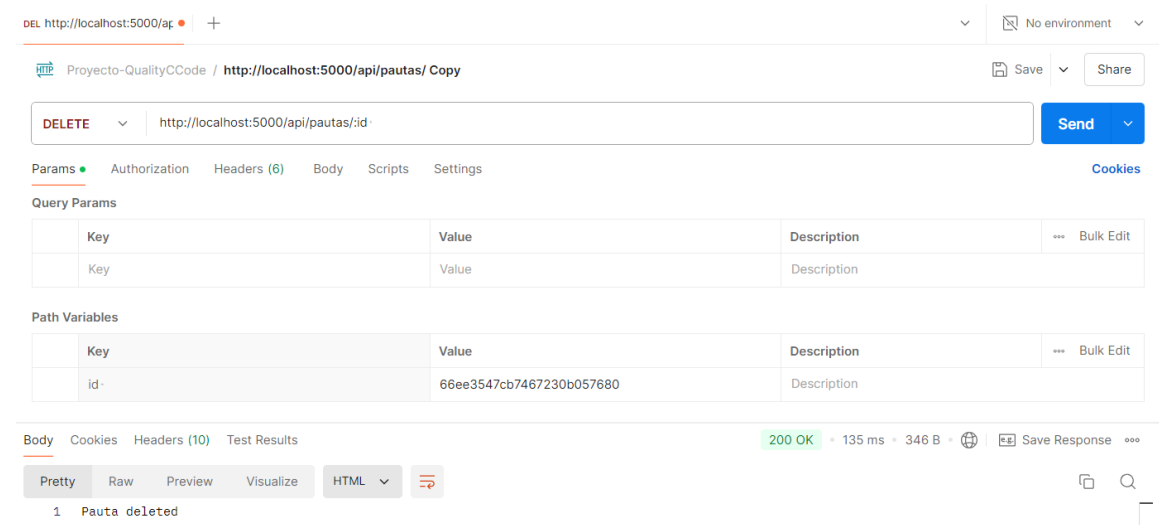 DEL http://localhost:5000/ap
No environment
HTTP Proyecto-QualityCCode / http://localhost:5000/api/pautas/ Copy
Save
Share
DELETE
http://localhost:5000/api/pautas/:id
Send
Params Authorization Headers (6) Body Scripts Settings Cookies
Query Params
Key Value Description Bulk Edit
Key Value Description
Path Variables
Key Value Description Bulk Edit
id 66ee3547cb7467230b057680 Description
Body Cookies Headers (10) Test Results 200 OK 135 ms 346 B e.g. Save Response
Pretty Raw Preview Visualize HTML
1 Pauta deleted